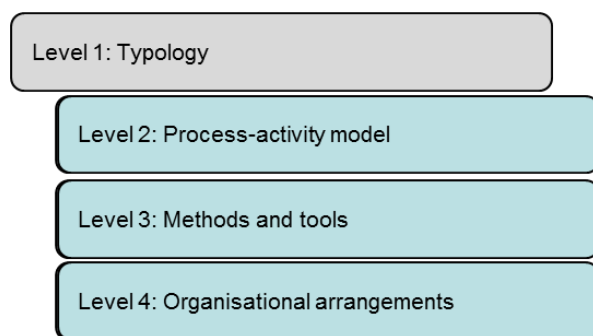 Level 1: Typology
Level 2: Process-activity model
Level 3: Methods and tools
Level 4: Organisational arrangements